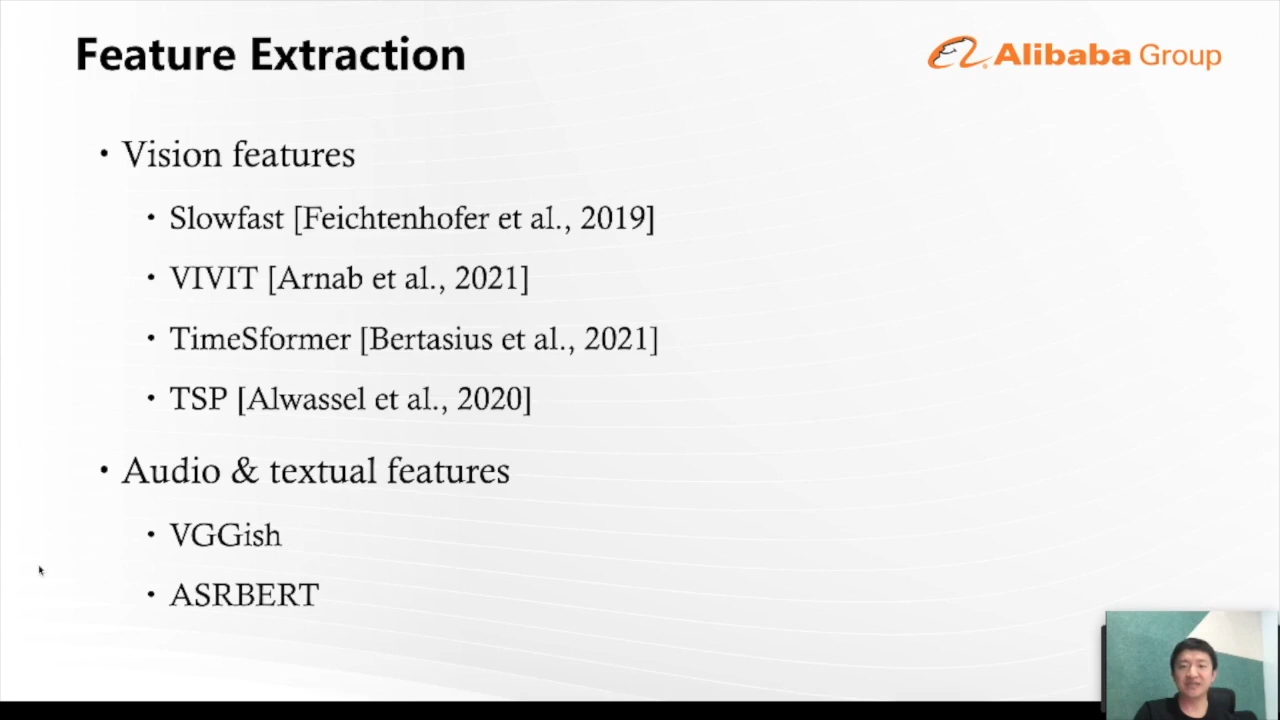 Feature Extraction
Alibaba Group
• Vision features
• Slowfast [Feichtenhofer et al., 2019]
• VIVIT [Arnab et al., 2021]
• TimeSformer [Bertasius et al., 2021]
• TSP [Alwassel et al., 2020]
• Audio & textual features
• VGGish
• ASRBERT